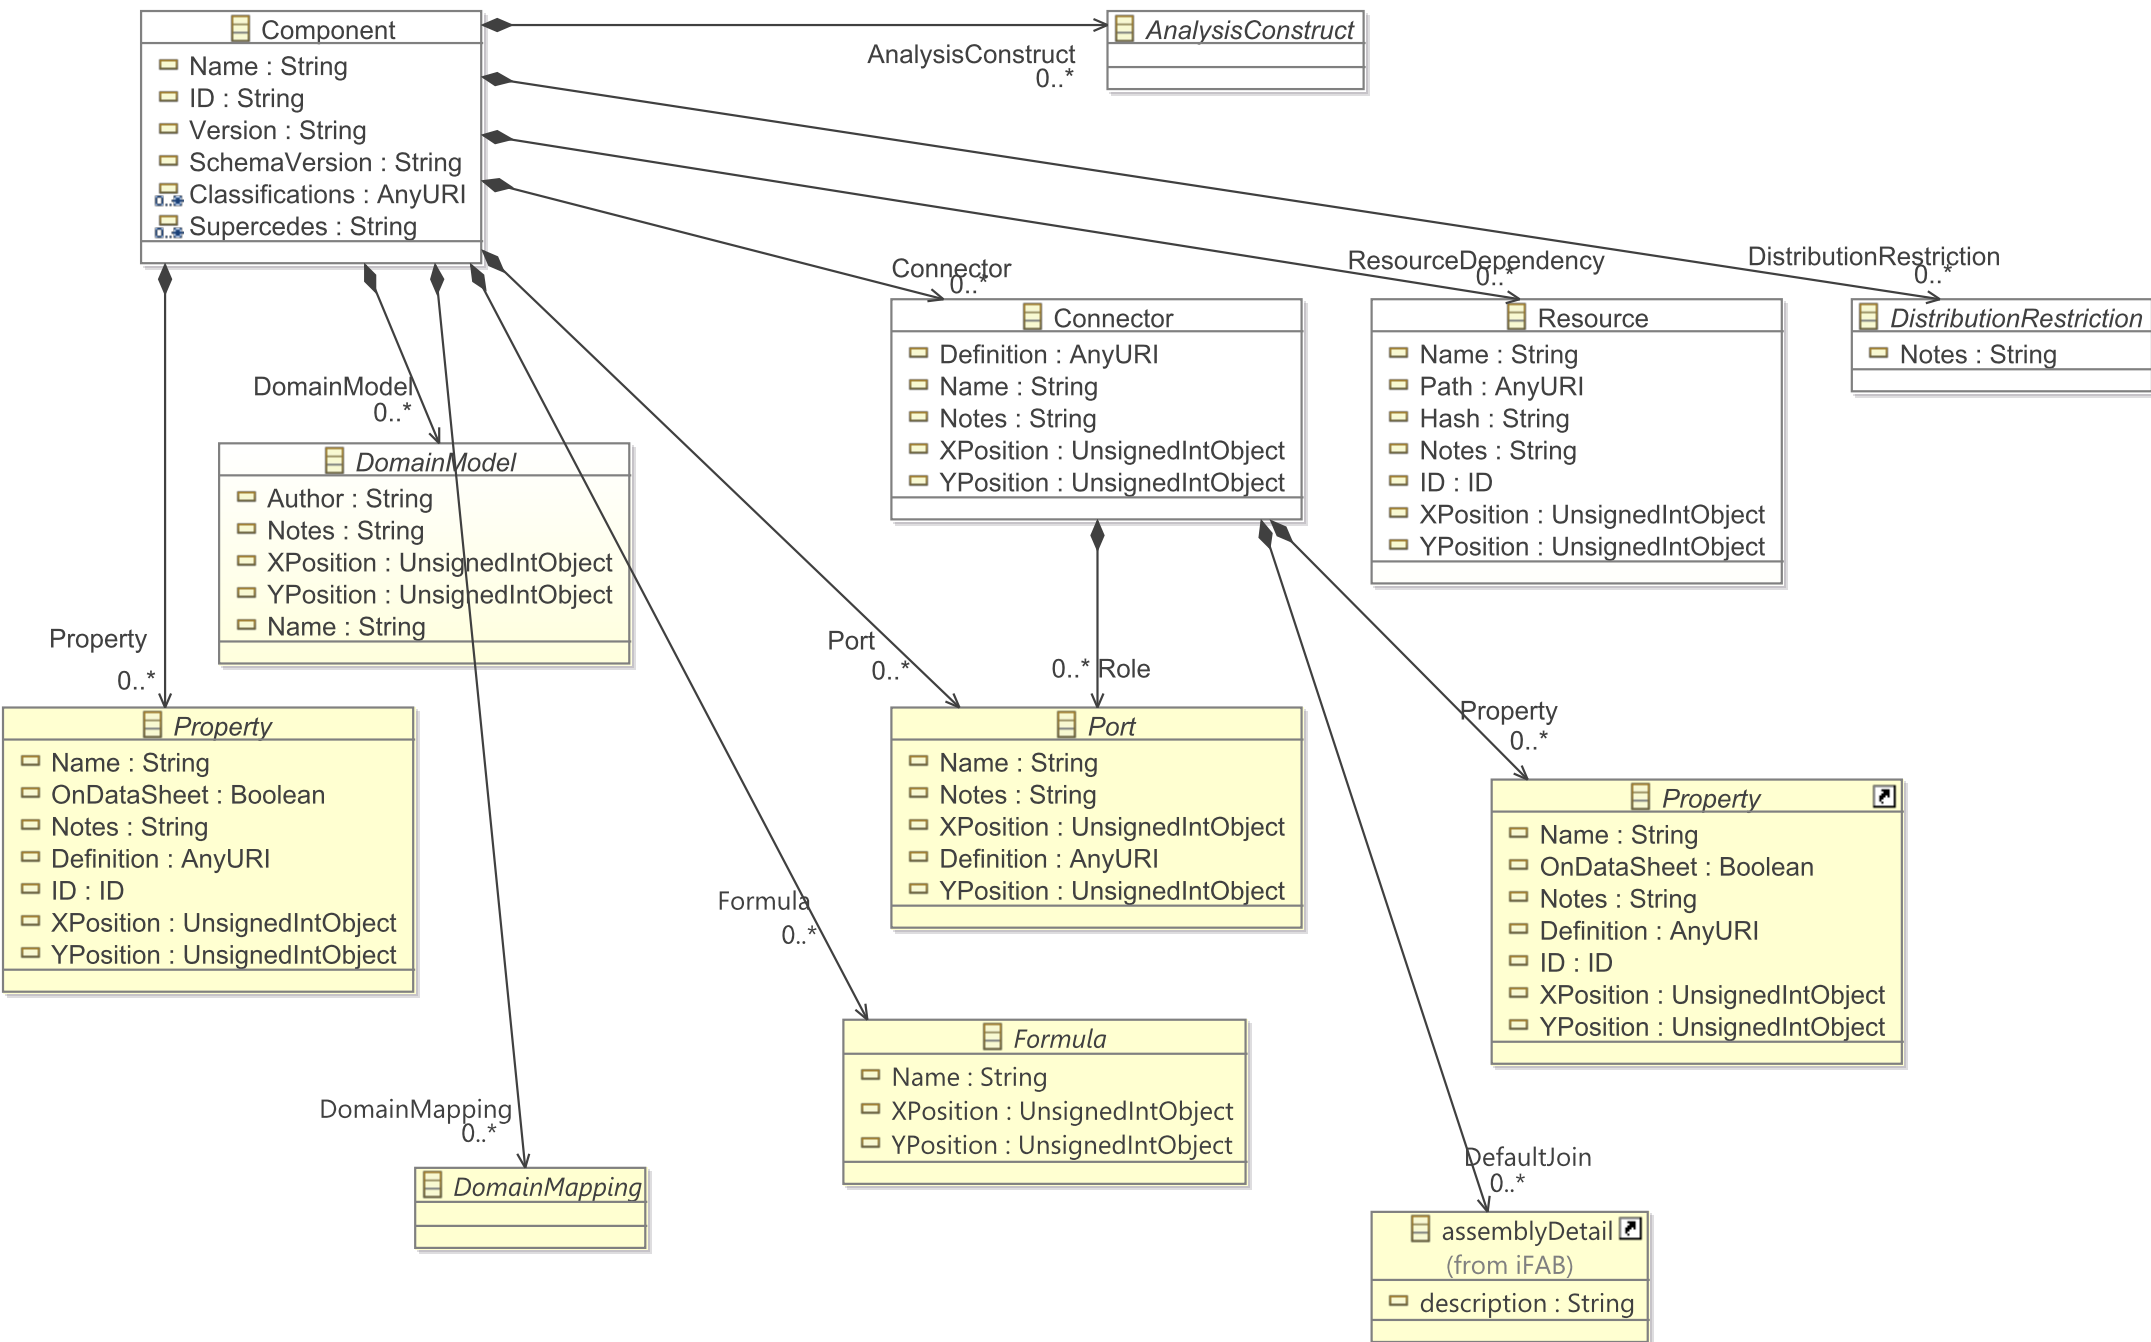 Component
Name : String
ID : String
Version : String
SchemaVersion : String
0..* Classifications : AnyURI
0..* Supercedes : String
AnalysisConstruct
0..*
AnalysisConstruct
Connector
0..*
ResourceDependency
0..*
DistributionRestriction
0..*
Connector
Definition : AnyURI
Name : String
Notes : String
XPosition : UnsignedIntObject
YPosition : UnsignedIntObject
Resource
Name : String
Path : AnyURI
Hash : String
Notes : String
ID : ID
XPosition : UnsignedIntObject
YPosition : UnsignedIntObject
DistributionRestriction
Notes : String
DomainModel
0..*
DomainModel
Author : String
Notes : String
XPosition : UnsignedIntObject
YPosition : UnsignedIntObject
Name : String
Property
0..*
Port
0..*
0..* Role
Property
0..*
Property
Name : String
OnDataSheet : Boolean
Notes : String
Definition : AnyURI
ID : ID
XPosition : UnsignedIntObject
YPosition : UnsignedIntObject
Port
Name : String
Notes : String
XPosition : UnsignedIntObject
Definition : AnyURI
YPosition : UnsignedIntObject
Property
Name : String
OnDataSheet : Boolean
Notes : String
Definition : AnyURI
ID : ID
XPosition : UnsignedIntObject
YPosition : UnsignedIntObject
Formula
0..*
Formula
Name : String
XPosition : UnsignedIntObject
YPosition : UnsignedIntObject
DomainMapping
0..*
DomainMapping
DefaultJoin
0..*
assemblyDetail
(from iFAB)
description : String